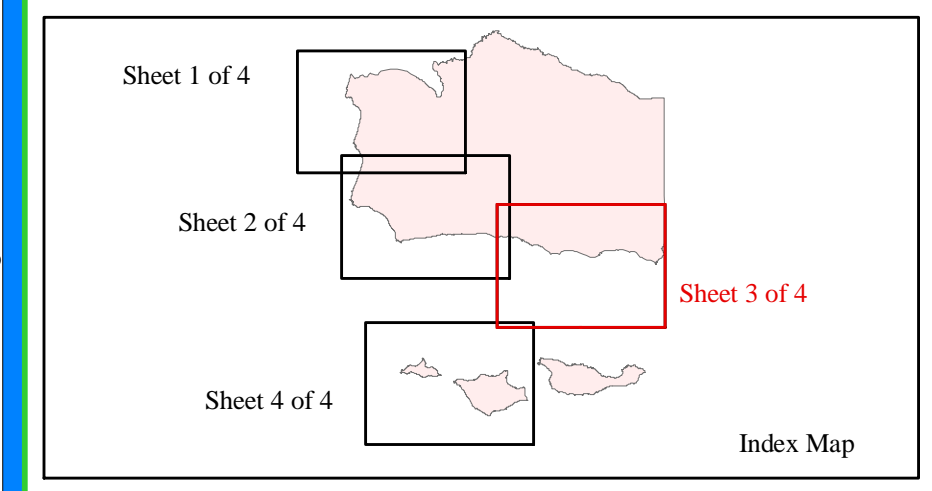 Sheet 1 of 4
Sheet 2 of 4
Sheet 3 of 4
Sheet 4 of 4
Index Map